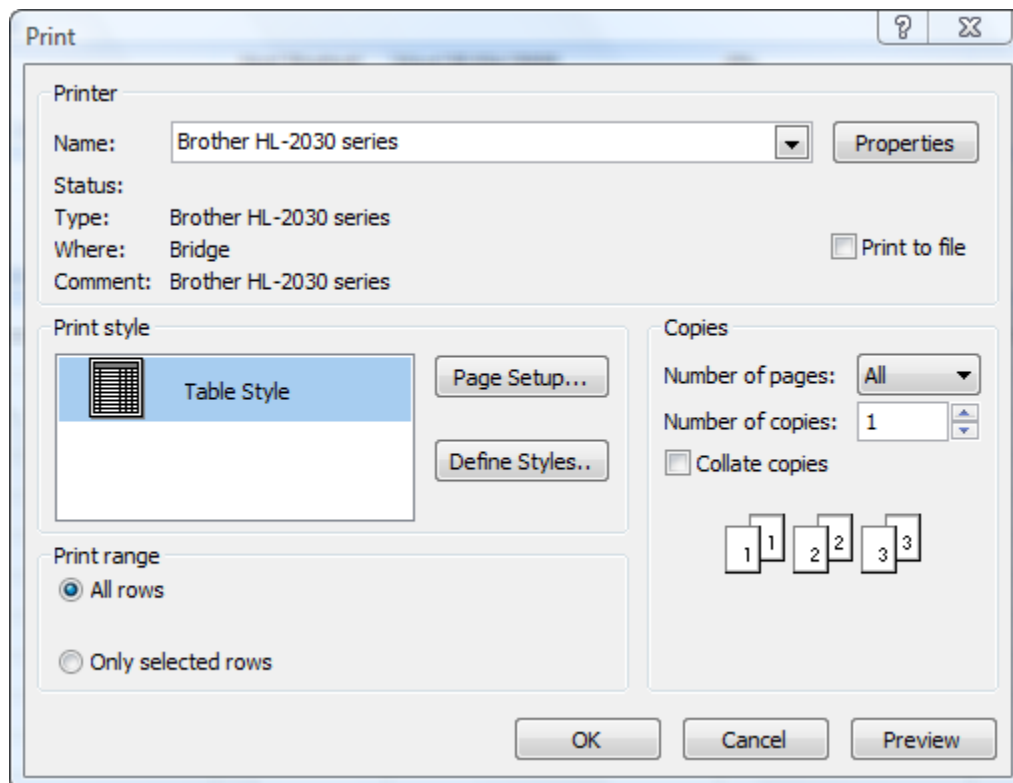 Print
Printer
Name: Brother HL-2030 series Properties
Status:
Type: Brother HL-2030 series
Where: Bridge Print to file
Comment: Brother HL-2030 series
Print style
Table Style
Page Setup...
Define Styles..
Print range
All rows
Only selected rows
Copies
Number of pages: All
Number of copies: 1
Collate copies
1 1 2 2 3 3
OK Cancel Preview